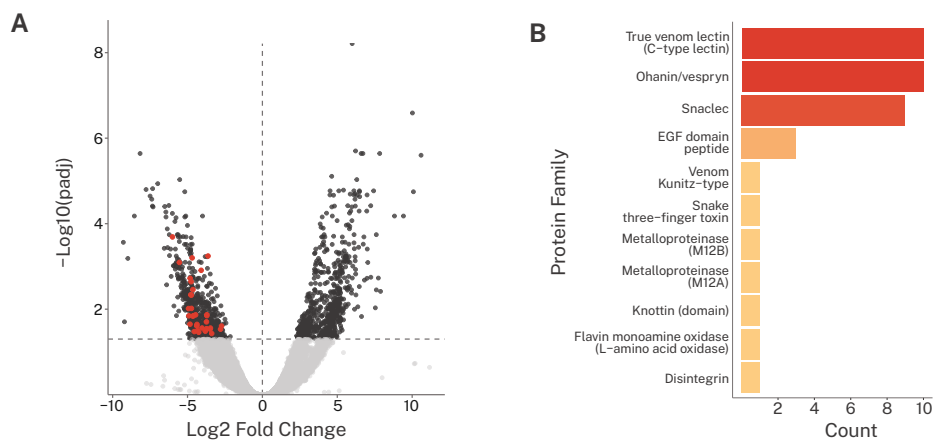 A
8
6
4
2
−10
−5
0
5
10
−Log10(padj)
Log2 Fold Change
B
True venom lectin
(C−type lectin)
Ohanin/vespryn
Snaclec
EGF domain
peptide
Venom
Kunitz−type
Snake
three−finger toxin
Metalloproteinase
(M12B)
Metalloproteinase
(M12A)
Knottin (domain)
Flavin monoamine oxidase
(L−amino acid oxidase)
Disintegrin
Protein Family
2
4
6
8
10
Count